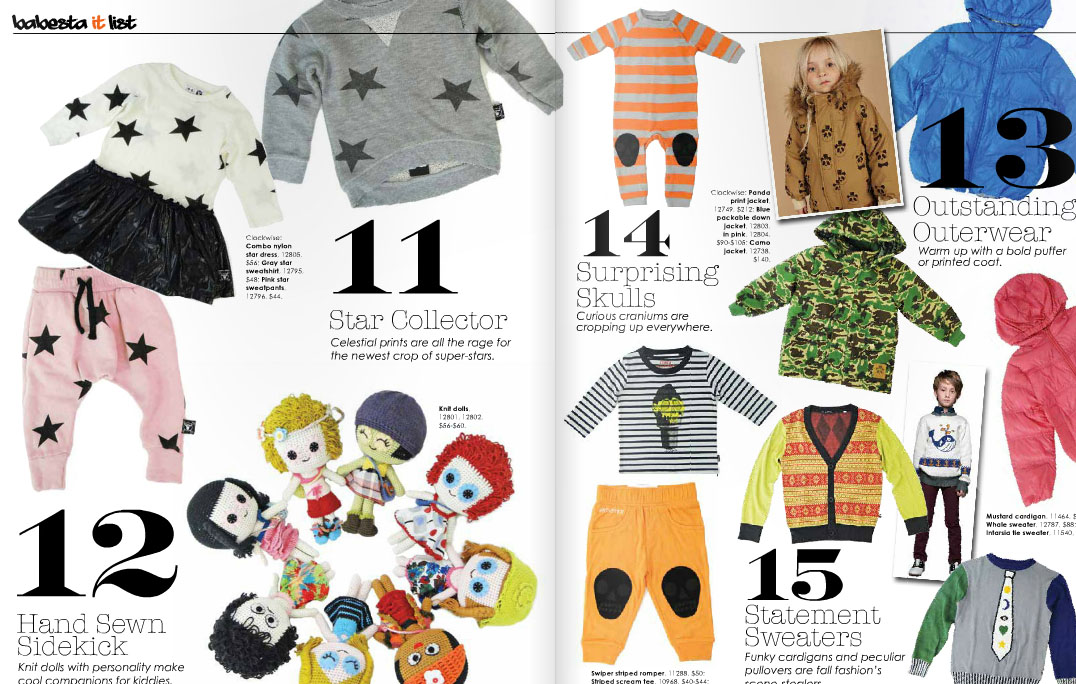 babesta it list
Clockwise:
Combo nylon
star dress, 12805,
$56; Gray star
sweatshirt, 12795,
$48; Pink star
sweatpants,
12796, $44.
11
Star Collector
Celestial prints are all the rage for
the newest crop of super-stars.
Knit dolls,
12801, 12802,
$56-$60.
12
Hand Sewn
Sidekick
Knit dolls with personality make
cool companions for kiddies.
Clockwise: Panda
print jacket,
12749, $212; Blue
packable down
jacket, 12803,
in pink, 12804,
$90-$105; Camo
jacket, 12738,
$140.
13
Outstanding
Outerwear
Warm up with a bold puffer
or printed coat.
14
Surprising
Skulls
Curious craniums are
cropping up everywhere.
Mustard cardigan, 11464, $
Whale sweater, 12787, $88;
Intarsia tie sweater, 11540,
15
Statement
Sweaters
Funky cardigans and peculiar
pullovers are fall fashion's
scene-stealers.
Swiper striped romper, 11288, $50;
Striped scream tee, 10968, $40-$44;